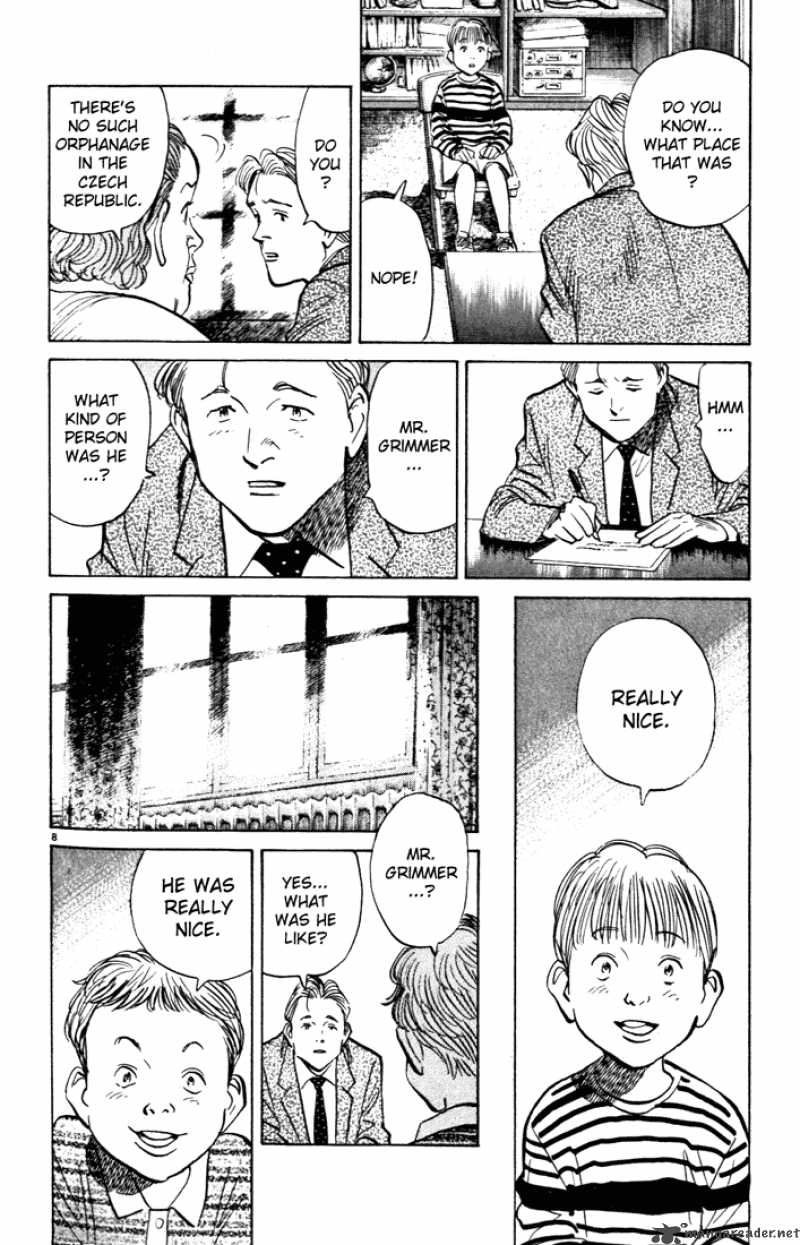 DO YOU
KNOW...
WHAT PLACE
THAT WAS
?
NOPE!
DO
YOU
?
THERE'S
NO SUCH
ORPHANAGE
IN THE
CZECH
REPUBLIC.
HMM
...
MR.
GRIMMER
...
WHAT
KIND OF
PERSON
WAS HE
...?
REALLY
NICE.
8
MR.
GRIMMER
...?
YES...
WHAT
WAS HE
LIKE?
HE WAS
REALLY
NICE.
mangareader.net